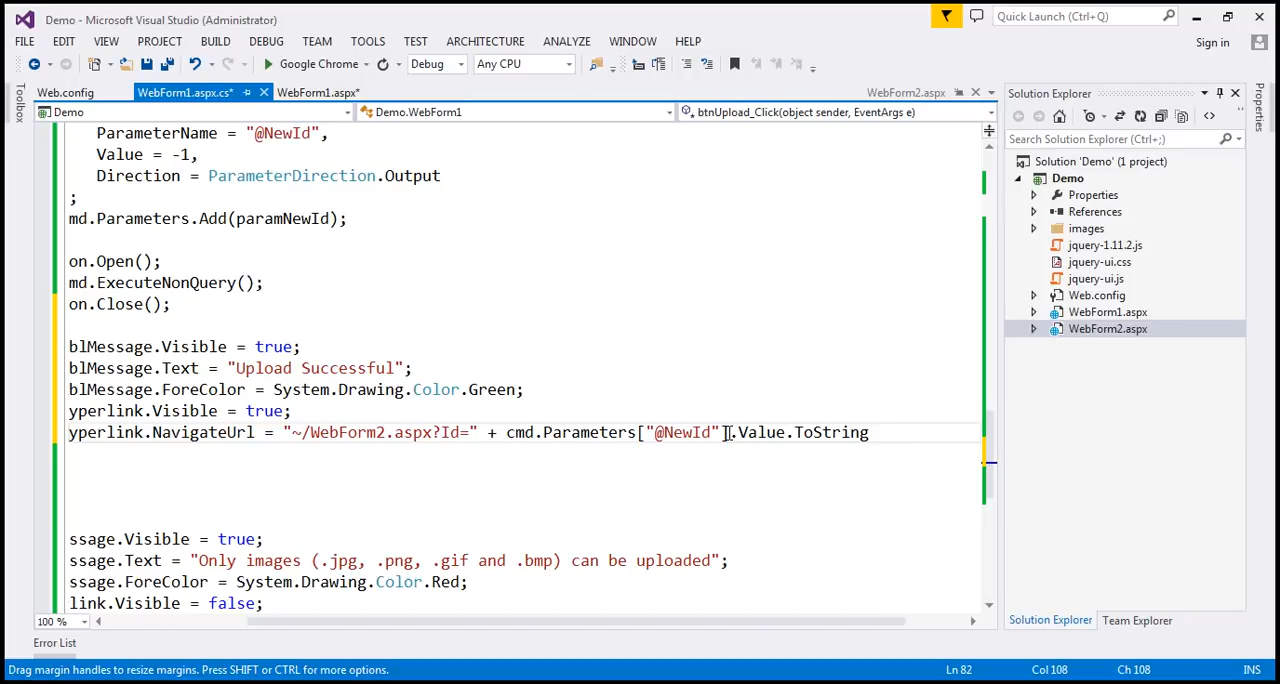 Demo - Microsoft Visual Studio (Administrator)
Quick Launch (Ctrl+Q)
FILE EDIT VIEW PROJECT BUILD DEBUG TEAM TOOLS TEST ARCHITECTURE ANALYZE WINDOW HELP
Sign in
Google Chrome Debug Any CPU
Web.config WebForm1.aspx.cs* WebForm1.aspx* WebForm2.aspx
Demo Demo.WebForm1 btnUpload_Click(object sender, EventArgs e)
Toolbox
ParameterName = "@NewId",
Value = -1,
Direction = ParameterDirection.Output
;
md.Parameters.Add(paramNewId);
on.Open();
md.ExecuteNonQuery();
on.Close();
blMessage.Visible = true;
blMessage.Text = "Upload Successful";
blMessage.ForeColor = System.Drawing.Color.Green;
yperlink.Visible = true;
yperlink.NavigateUrl = "~/WebForm2.aspx?Id=" + cmd.Parameters["@NewId"].Value.ToString
ssage.Visible = true;
ssage.Text = "Only images (.jpg, .png, .gif and .bmp) can be uploaded";
ssage.ForeColor = System.Drawing.Color.Red;
link.Visible = false;
100 %
Error List
Solution Explorer
Search Solution Explorer (Ctrl+;)
Solution 'Demo' (1 project)
Demo
Properties
References
images
jquery-1.11.2.js
jquery-ui.css
jquery-ui.js
Web.config
WebForm1.aspx
WebForm2.aspx
Solution Explorer Team Explorer
Properties
Drag margin handles to resize margins. Press SHIFT or CTRL for more options.
Ln 82 Col 108 Ch 108 INS